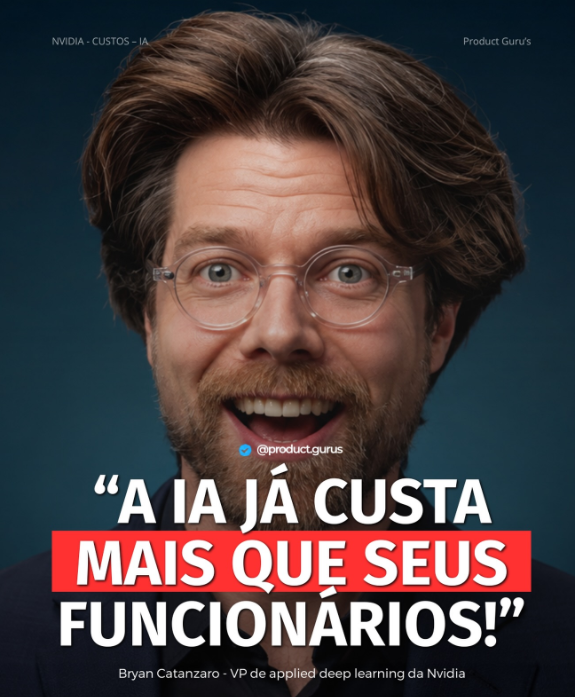 NVIDIA - CUSTOS – IA
Product Guru's
@product.gurus
“A IA JÁ CUSTA
MAIS QUE SEUS
FUNCIONÁRIOS!”
Bryan Catanzaro - VP de applied deep learning da Nvidia